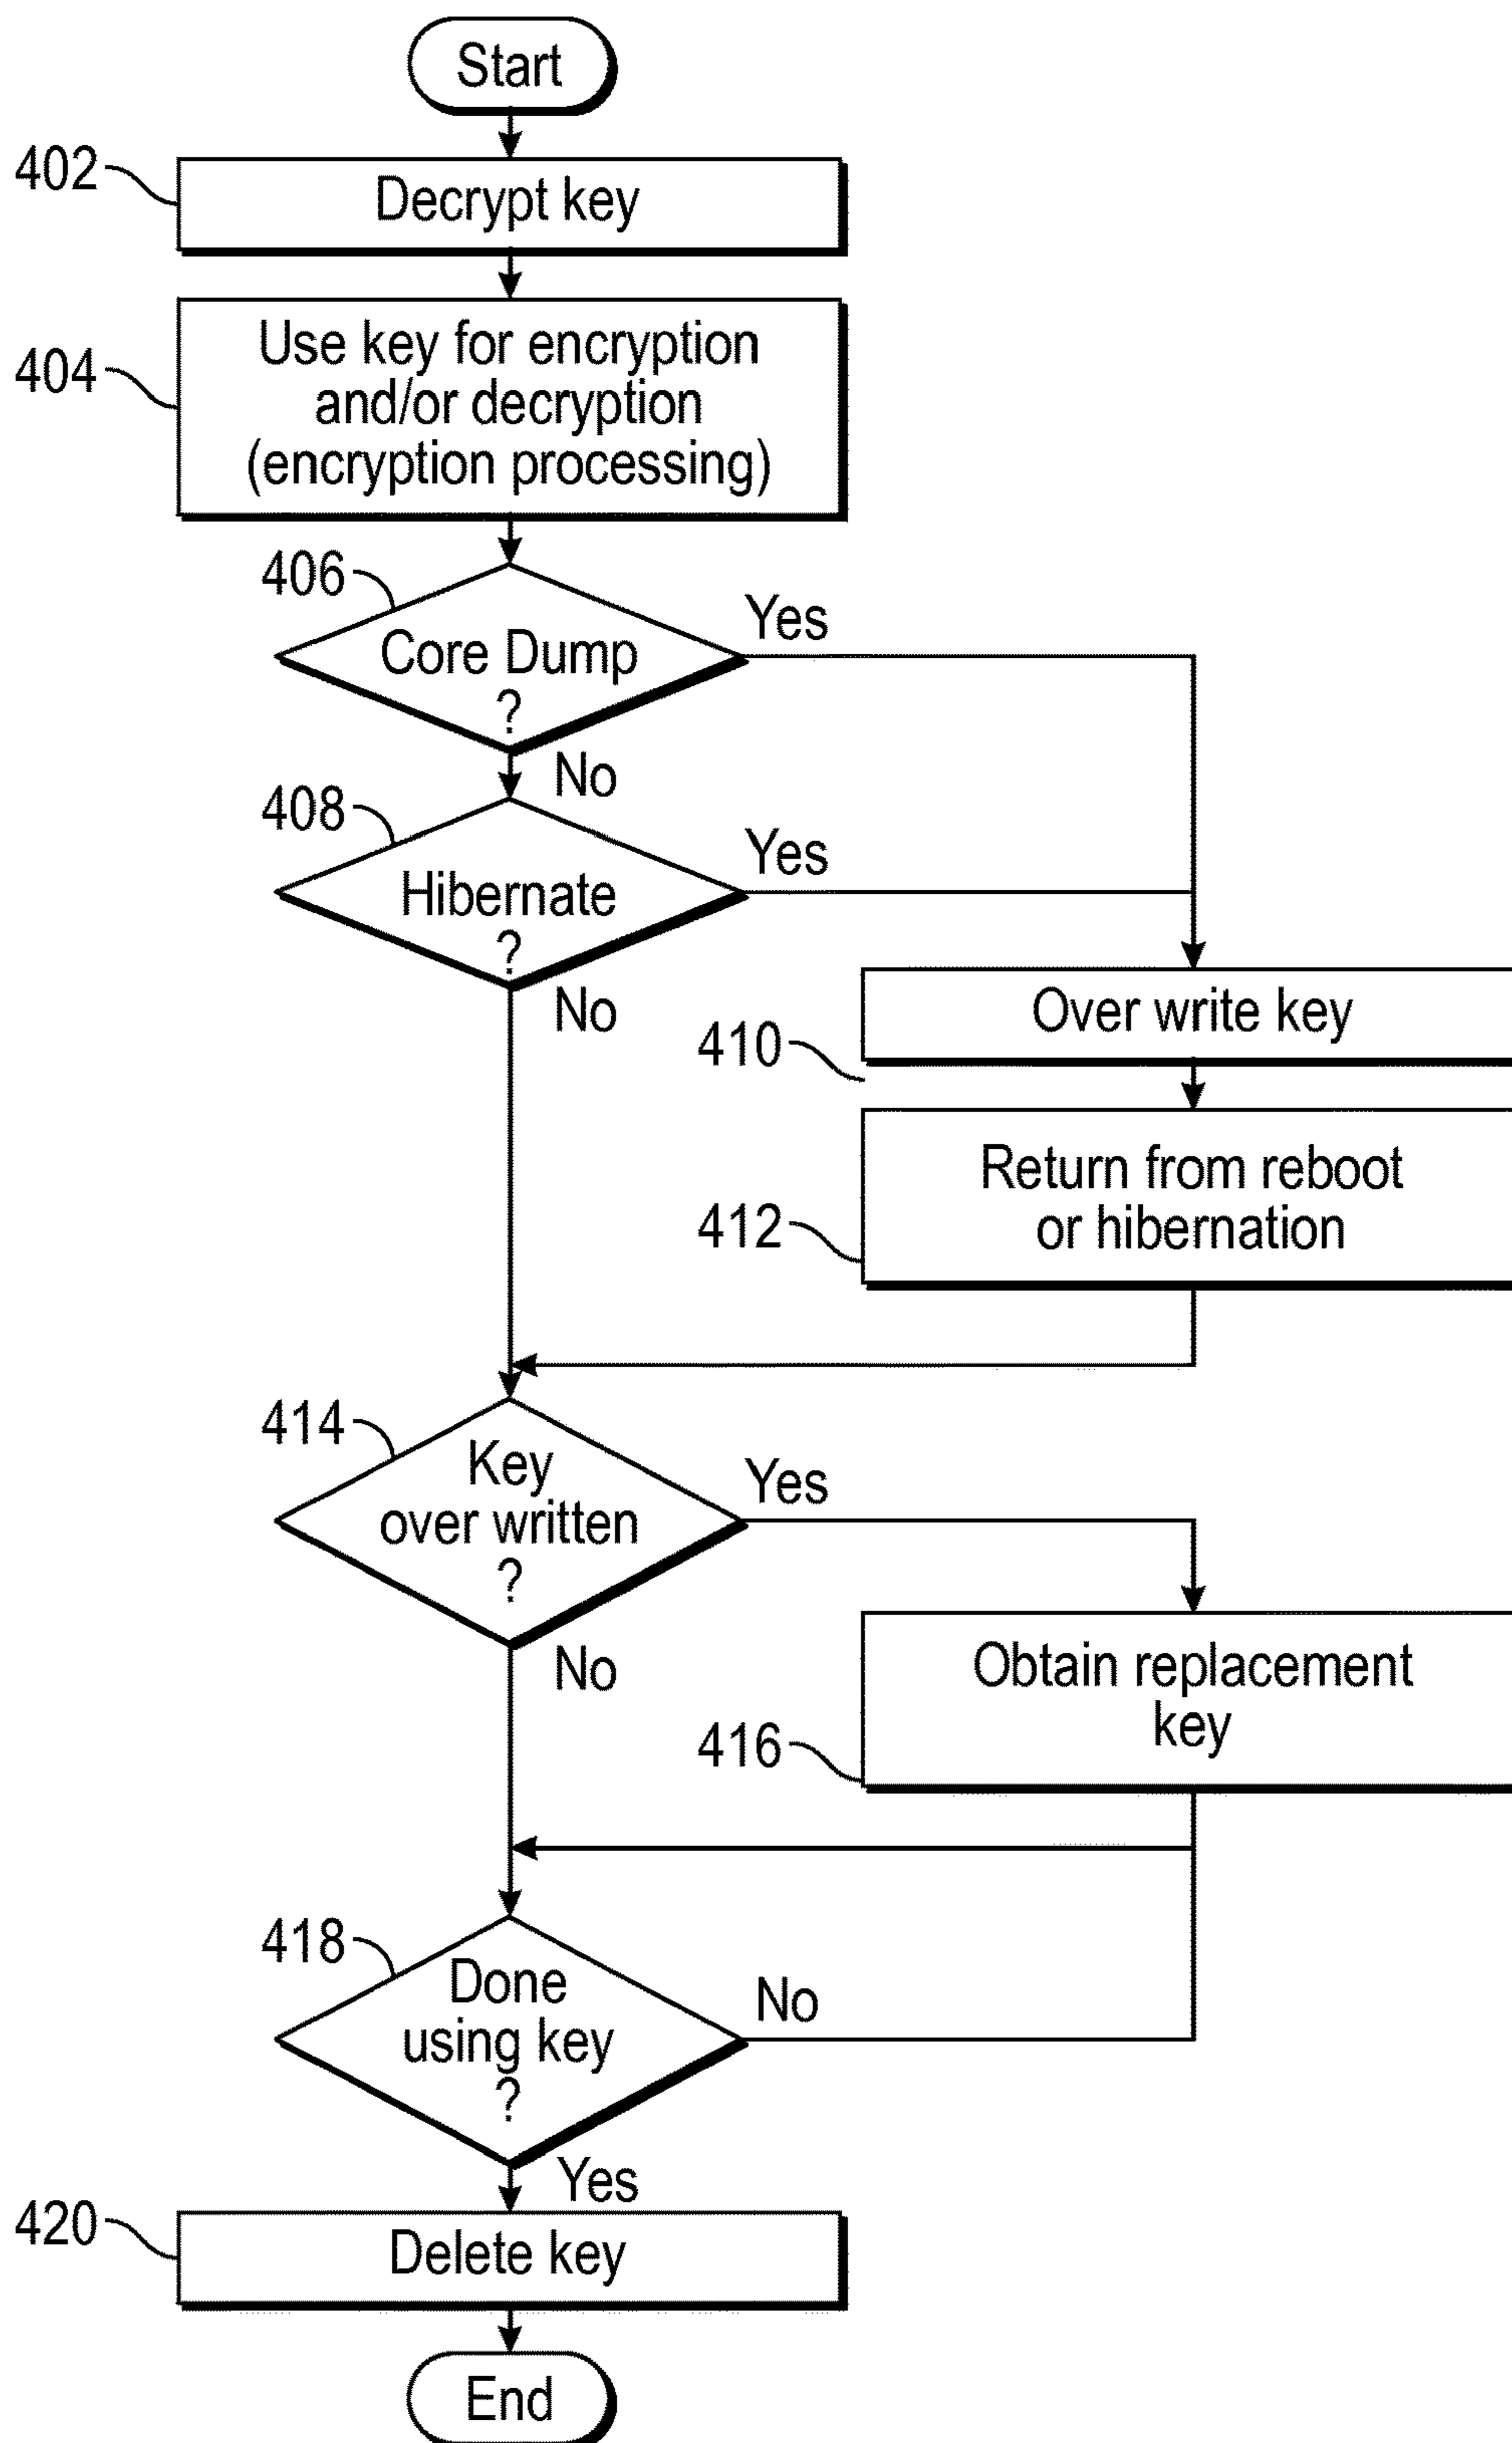 Start
402
Decrypt key
404
Use key for encryption
and/or decryption
(encryption processing)
406
Core Dump
?
Yes
No
408
Hibernate
?
Yes
No
410
Over write key
412
Return from reboot
or hibernation
414
Key
over written
?
Yes
No
416
Obtain replacement
key
418
Done
using key
?
No
Yes
420
Delete key
End